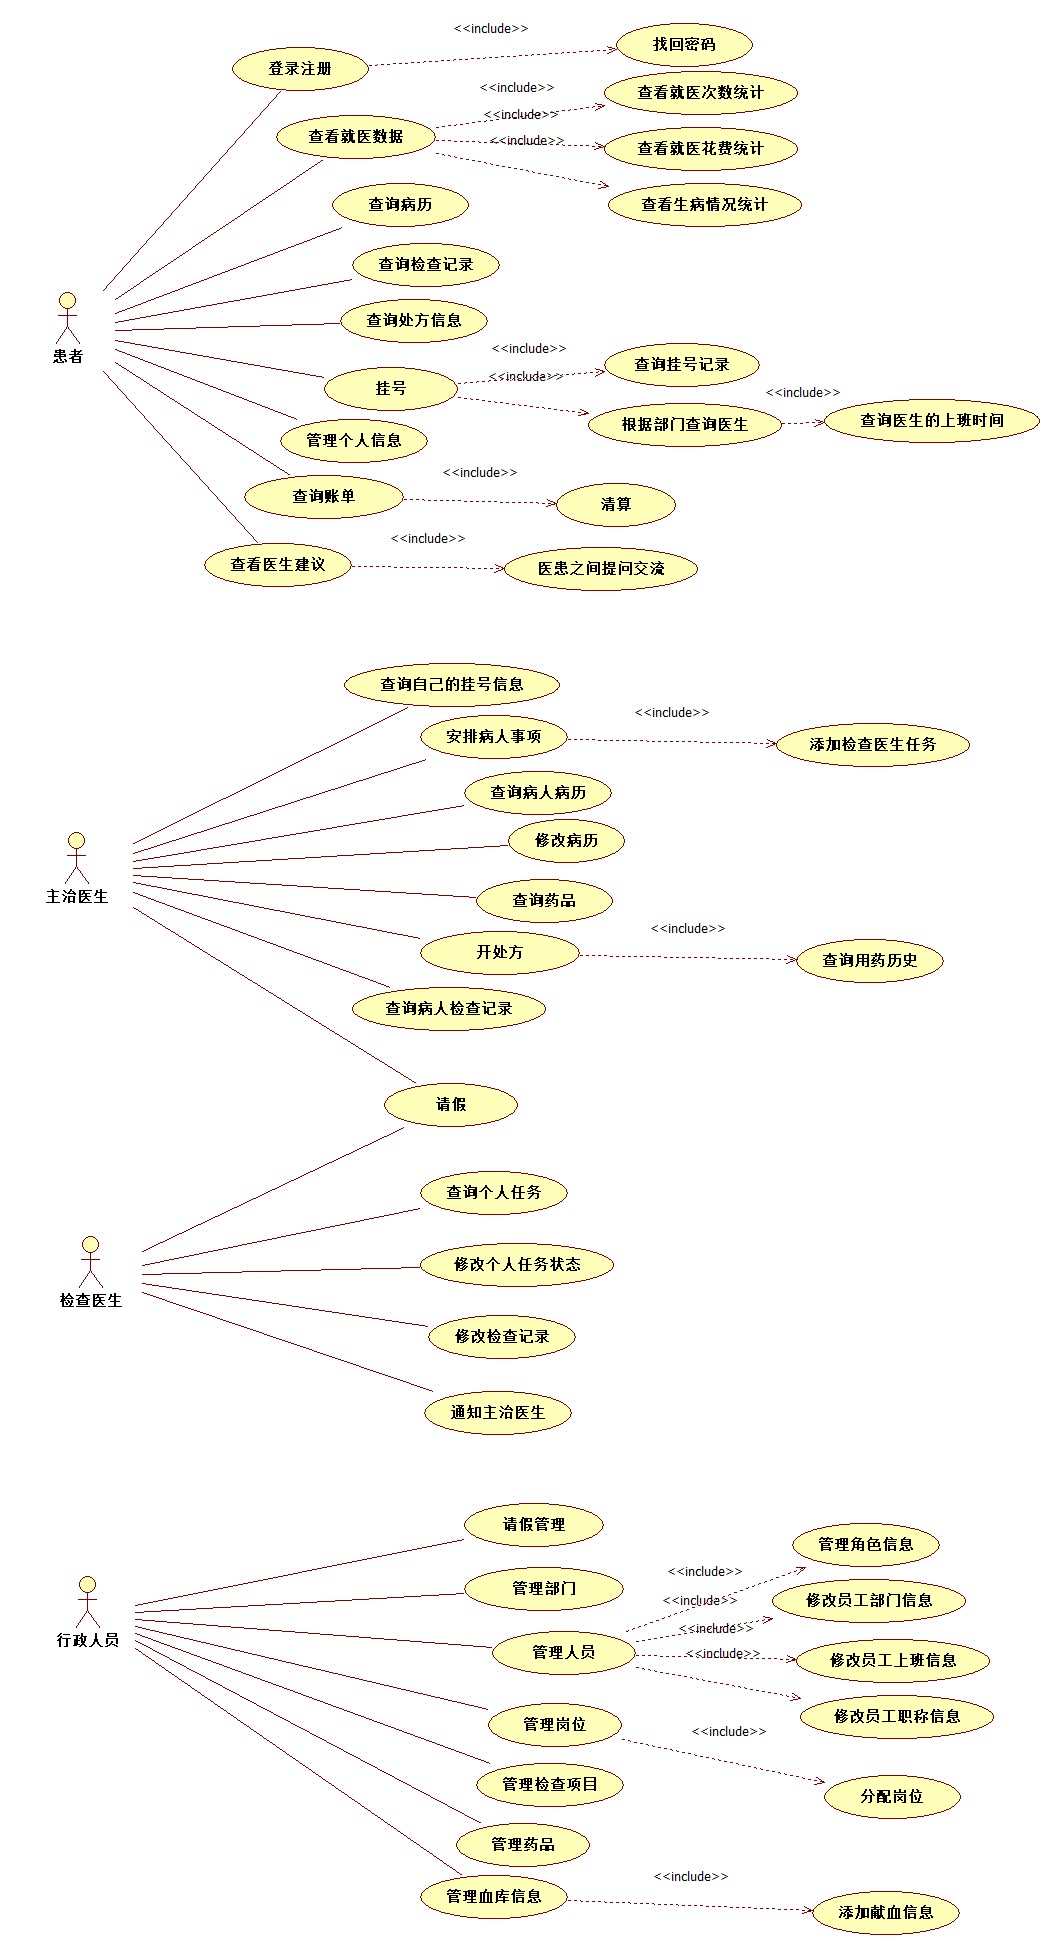 <<include>>
找回密码
登录注册
<<include>>
查看就医次数统计
<<include>>
查看就医数据
<<include>>
查看就医花费统计
查询病历
查看生病情况统计
查询检查记录
查询处方信息
患者
<<include>>
查询挂号记录
<<include>>
挂号
<<include>>
根据部门查询医生
查询医生的上班时间
管理个人信息
<<include>>
查询账单
清算
<<include>>
查看医生建议
医患之间提问交流
查询自己的挂号信息
<<include>>
安排病人事项
添加检查医生任务
查询病人病历
修改病历
主治医生
查询药品
<<include>>
开处方
查询用药历史
查询病人检查记录
请假
查询个人任务
修改个人任务状态
检查医生
修改检查记录
通知主治医生
请假管理
管理角色信息
<<include>>
管理部门
<<include>>
修改员工部门信息
<<include>>
行政人员
管理人员
<<include>>
修改员工上班信息
修改员工职称信息
管理岗位
<<include>>
管理检查项目
分配岗位
管理药品
<<include>>
管理血库信息
添加献血信息